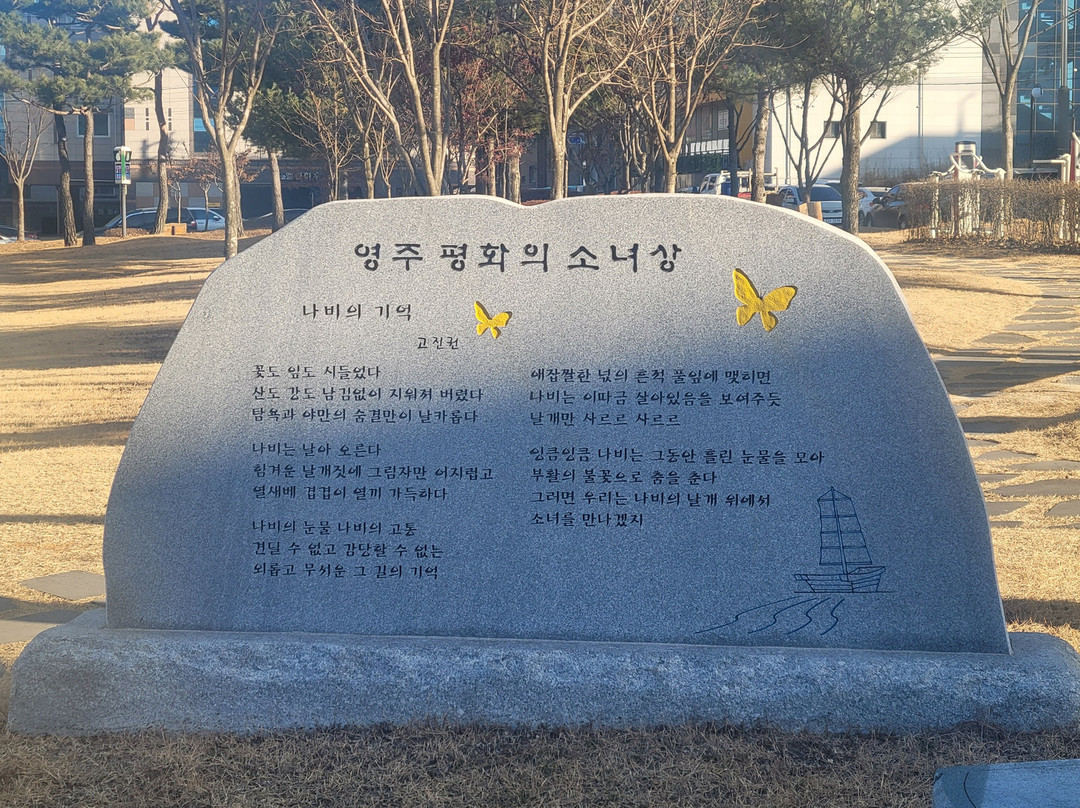 영주 평화의 소녀상
나비의 기억
고진권
꽃도 임도 시들었다
산도 강도 남김없이 지워져 버렸다
탐욕과 야만의 숨결만이 날카롭다
나비는 날아 오른다
힘겨운 날갯짓에 그림자만 어지럽고
열새베 겹겹이 열끼 가득하다
나비의 눈물 나비의 고통
견딜 수 없고 감당할 수 없는
외롭고 무서운 그 길의 기억
애잡짤한 넋의 흔적 풀잎에 맺히면
나비는 이따금 살아있음을 보여주듯
날개만 사르르 사르르
잉큼잉큼 나비는 그동안 흘린 눈물을 모아
부활의 불꽃으로 춤을 춘다
그러면 우리는 나비의 날개 위에서
소녀를 만나겠지